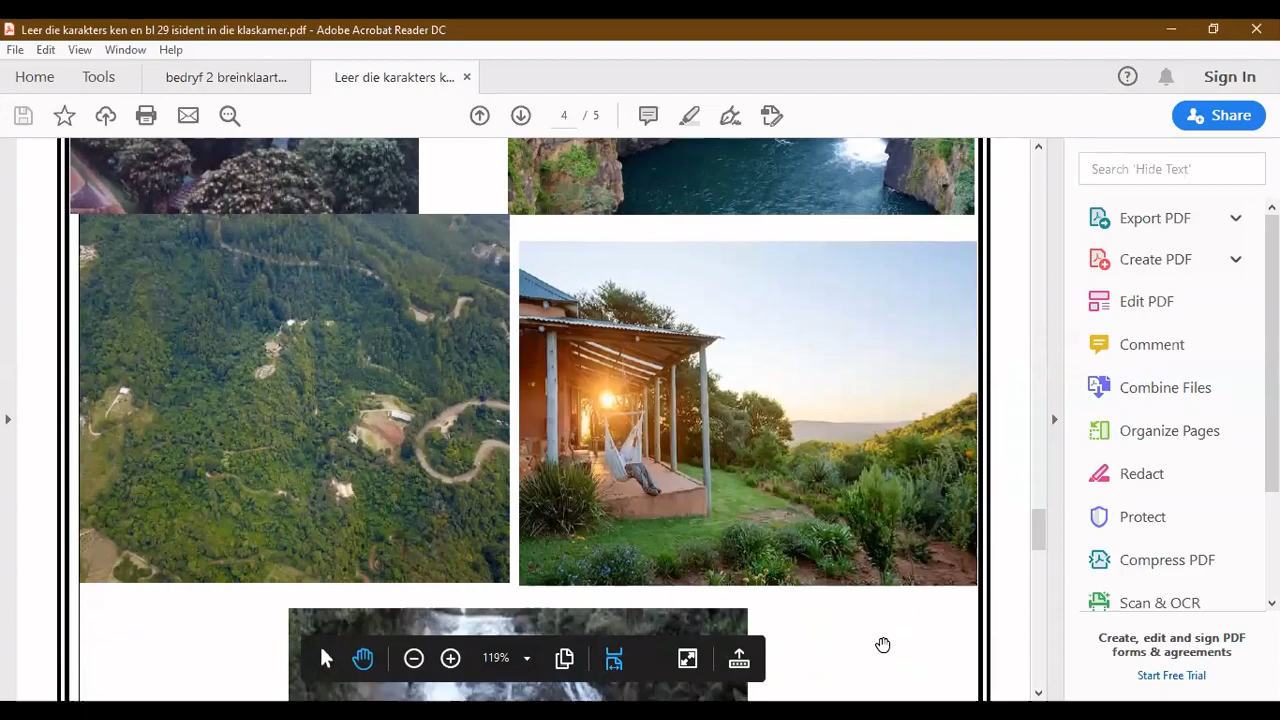 Leer die karakters ken en bl 29 isident in die klaskamer.pdf - Adobe Acrobat Reader DC
File Edit View Window Help
Home Tools bedryf 2 breinklaart... Leer die karakters k... × Sign In
4 / 5 Share
Search 'Hide Text'
Export PDF
Create PDF
Edit PDF
Comment
Combine Files
Organize Pages
Redact
Protect
Compress PDF
Scan & OCR
Create, edit and sign PDF
forms & agreements
Start Free Trial
119%